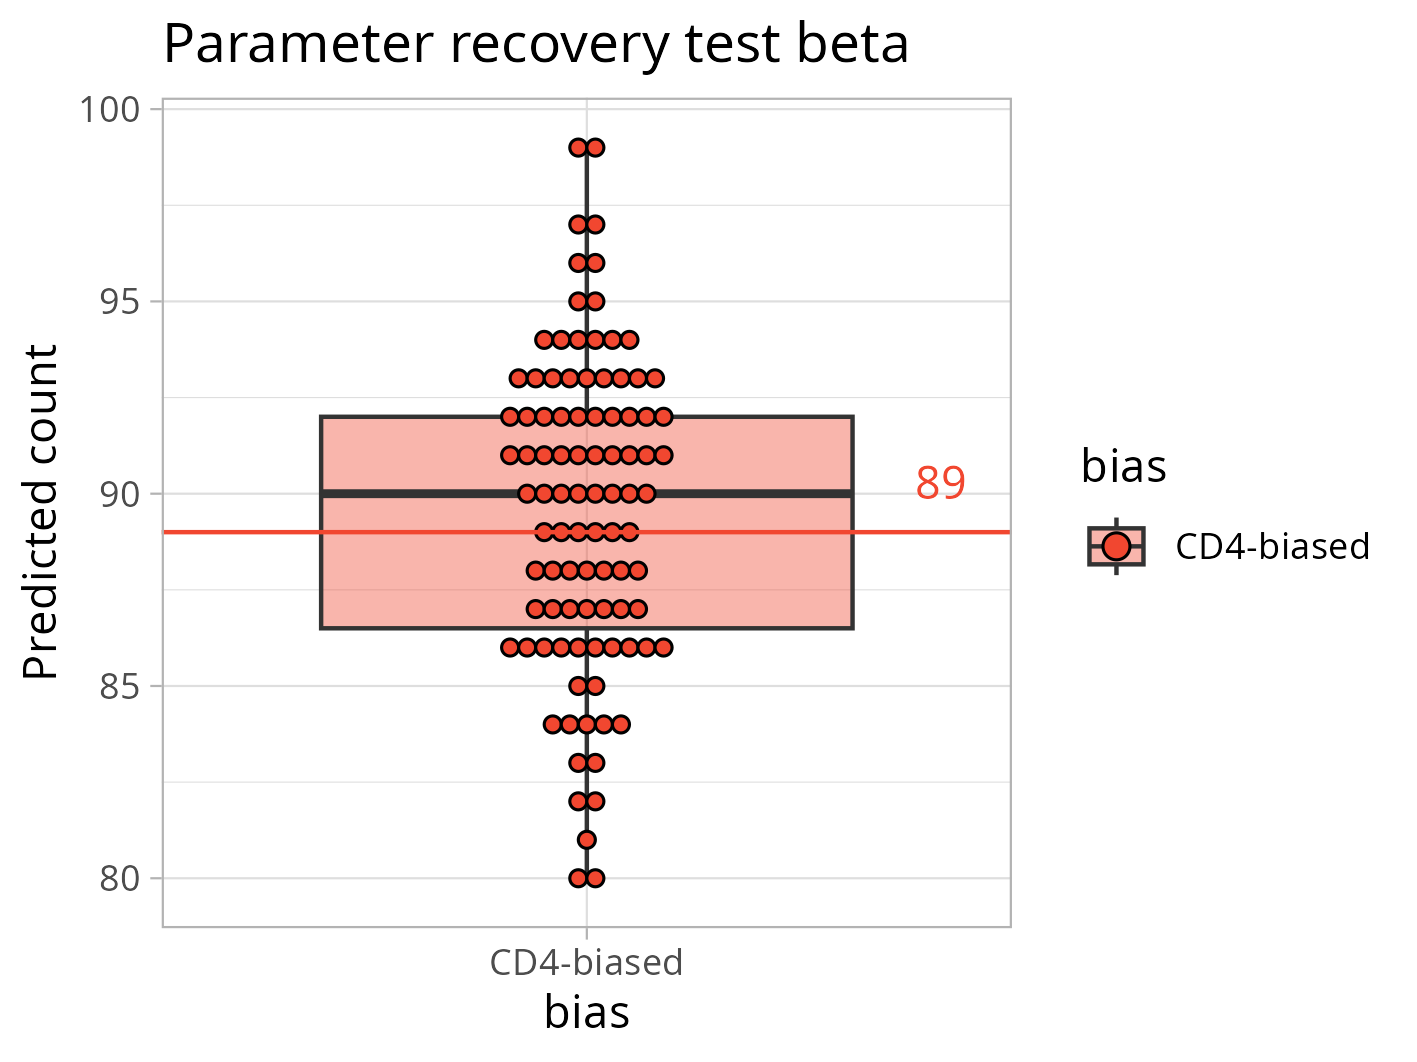 Parameter recovery test beta
100
95
90
85
80
Predicted count
89
CD4-biased
bias
bias
CD4-biased